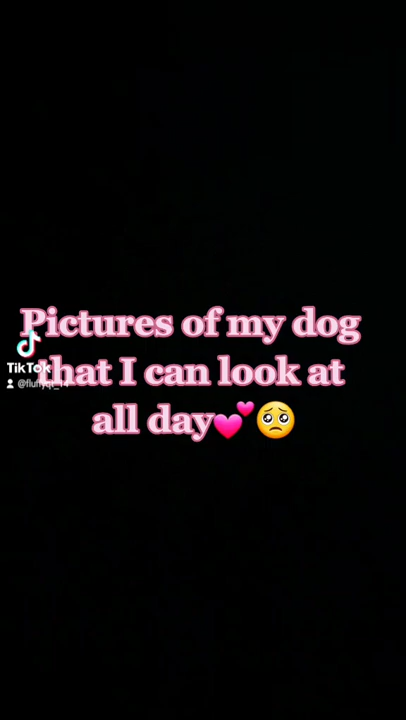 Pictures of my dog
that I can look at
all day💕🥺
TikTok